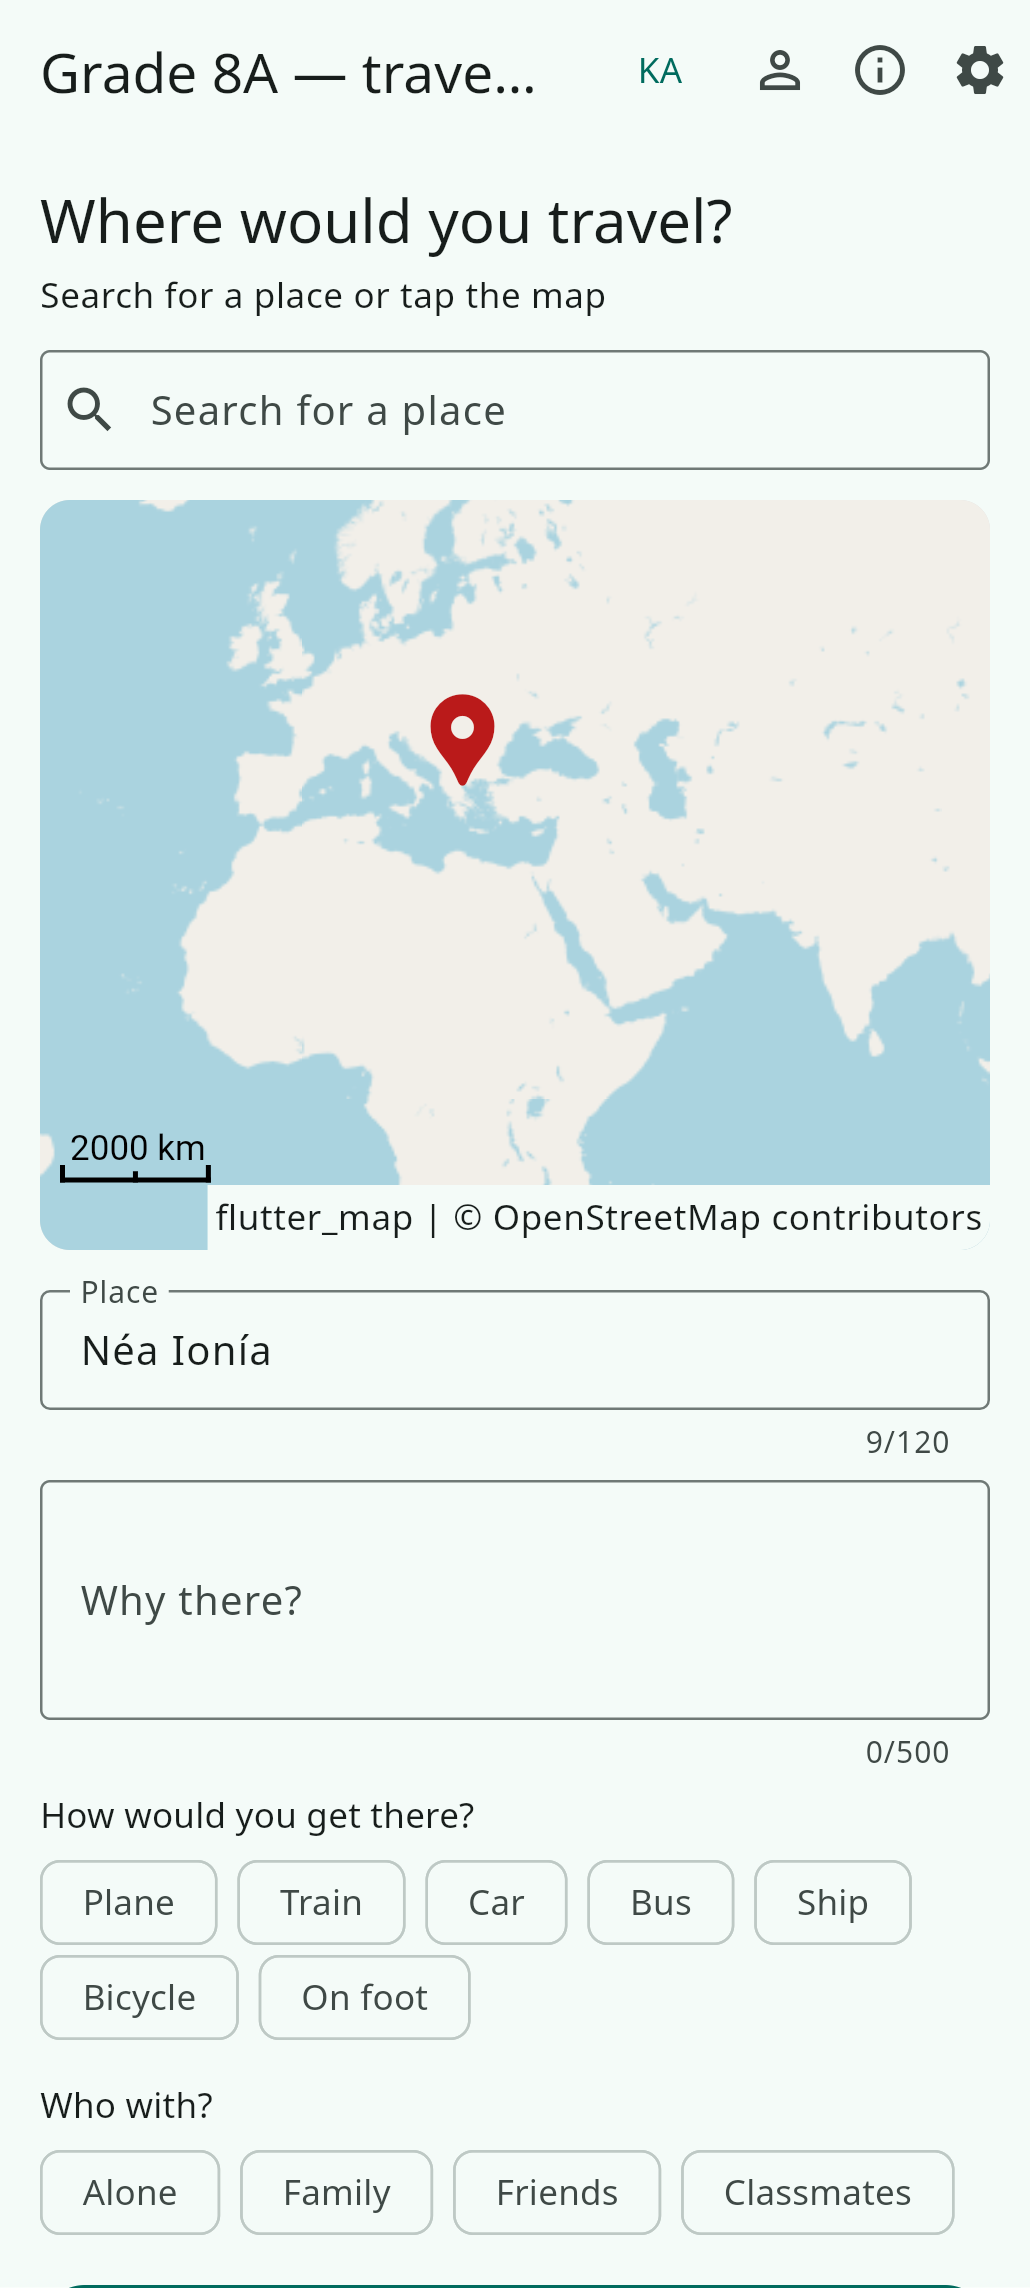 Grade 8A — trave...
KA
Where would you travel?
Search for a place or tap the map
Search for a place
2000 km
flutter_map | © OpenStreetMap contributors
Place
Néa Ionía
9/120
Why there?
0/500
How would you get there?
Plane Train Car Bus Ship
Bicycle On foot
Who with?
Alone Family Friends Classmates